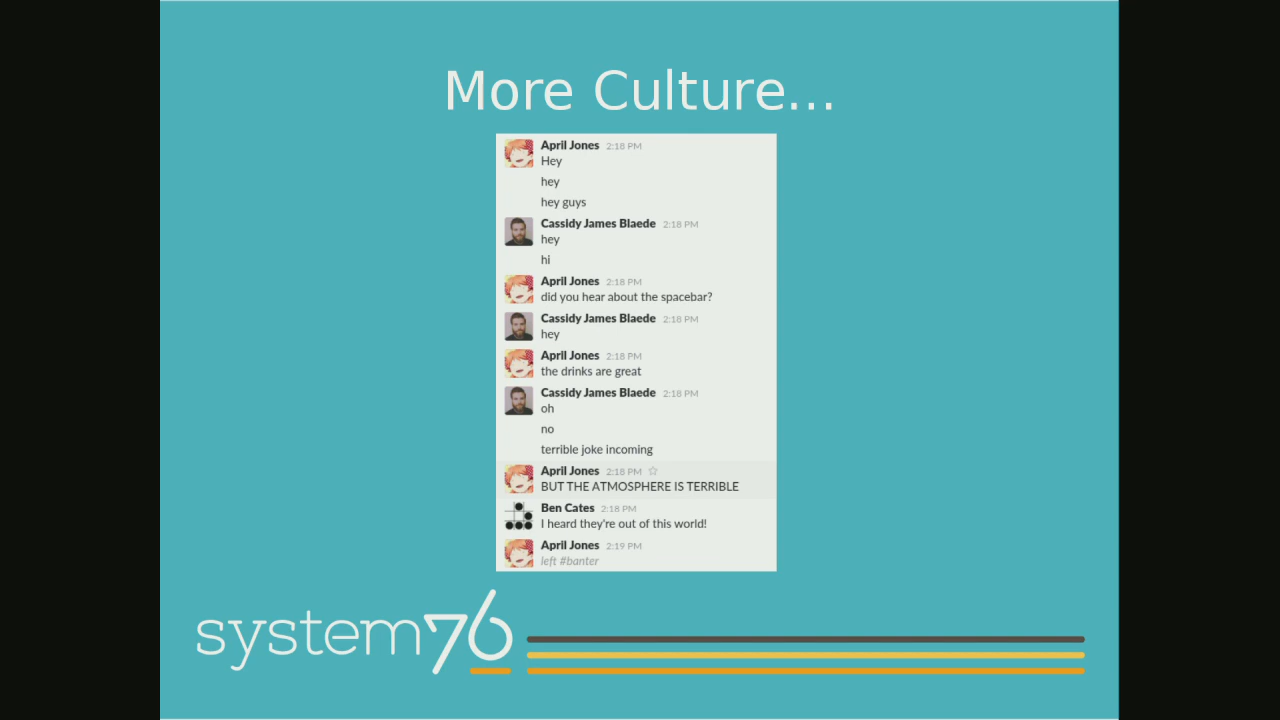 More Culture...
April Jones 2:18 PM
Hey
hey
hey guys
Cassidy James Blaede 2:18 PM
hey
hi
April Jones 2:18 PM
did you hear about the spacebar?
Cassidy James Blaede 2:18 PM
hey
April Jones 2:18 PM
the drinks are great
Cassidy James Blaede 2:18 PM
oh
no
terrible joke incoming
April Jones 2:18 PM
BUT THE ATMOSPHERE IS TERRIBLE
Ben Cates 2:18 PM
I heard they're out of this world!
April Jones 2:19 PM
left #banter
system76